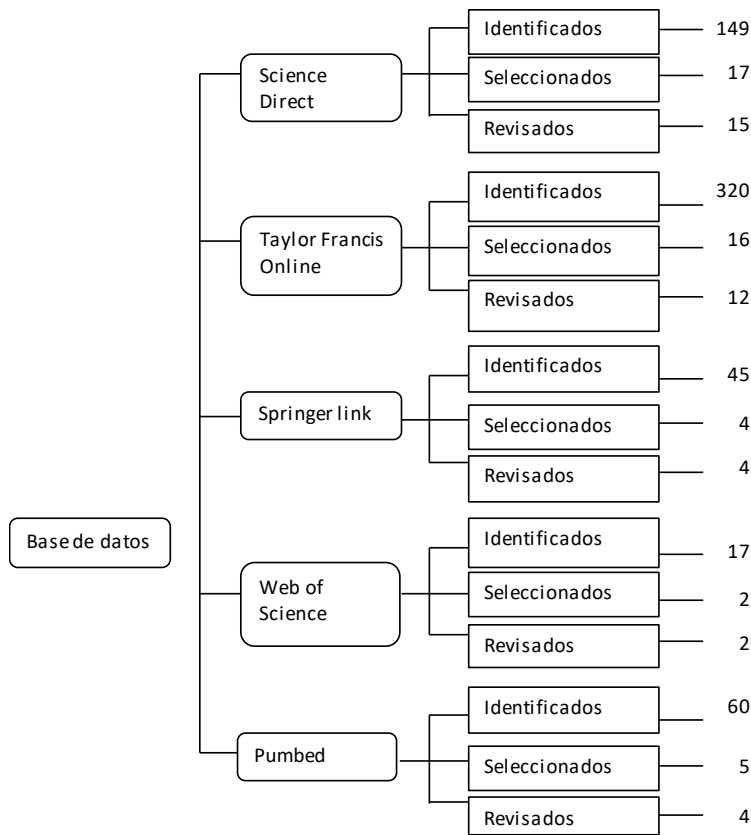 Identificados 149
Science
Direct
Seleccionados 17
Revisados 15
Identificados 320
Taylor Francis
Online
Seleccionados 16
Revisados 12
Identificados 45
Springer link
Seleccionados 4
Revisados 4
Base de datos
Identificados 17
Web of
Science
Seleccionados 2
Revisados 2
Identificados 60
Pumbed
Seleccionados 5
Revisados 4